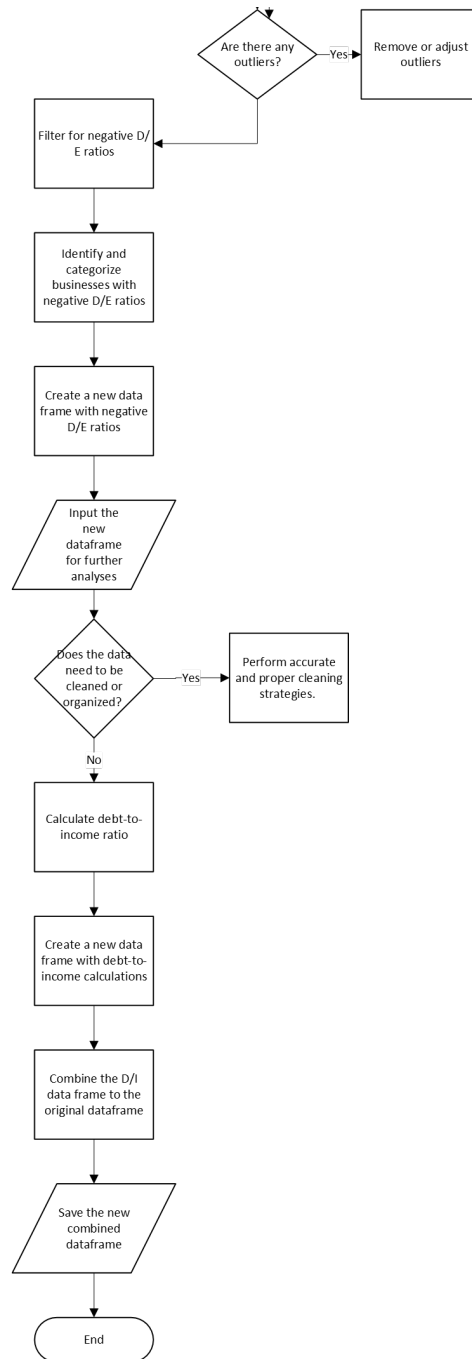 Are there any
outliers?
Yes
Remove or adjust
outliers
Filter for negative D/
E ratios
Identify and
categorize
businesses with
negative D/E ratios
Create a new data
frame with negative
D/E ratios
Input the
new
dataframe
for further
analyses
Does the data
need to be
cleaned or
organized?
Yes
Perform accurate
and proper cleaning
strategies.
No
Calculate debt-to-
income ratio
Create a new data
frame with debt-to-
income calculations
Combine the D/I
data frame to the
original dataframe
Save the new
combined
dataframe
End